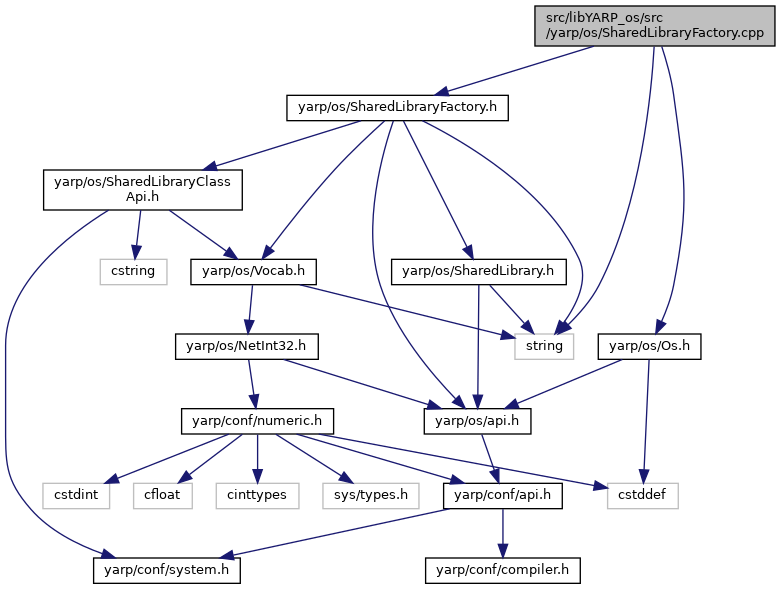 src/libYARP_os/src
/yarp/os/SharedLibraryFactory.cpp
yarp/os/SharedLibraryFactory.h
yarp/os/SharedLibraryClass
Api.h
cstring
yarp/os/Vocab.h
yarp/os/SharedLibrary.h
yarp/os/NetInt32.h
string
yarp/os/Os.h
yarp/conf/numeric.h
yarp/os/api.h
cstdint
cfloat
cinttypes
sys/types.h
yarp/conf/api.h
cstddef
yarp/conf/system.h
yarp/conf/compiler.h